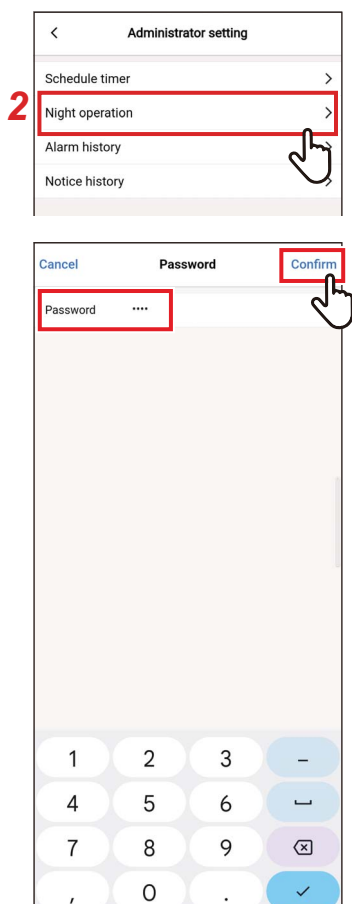 Administrator setting
Schedule timer
2
Night operation
Alarm history
Notice history
Cancel Password Confirm
Password ····
1 2 3 –
4 5 6
7 8 9
, 0 .